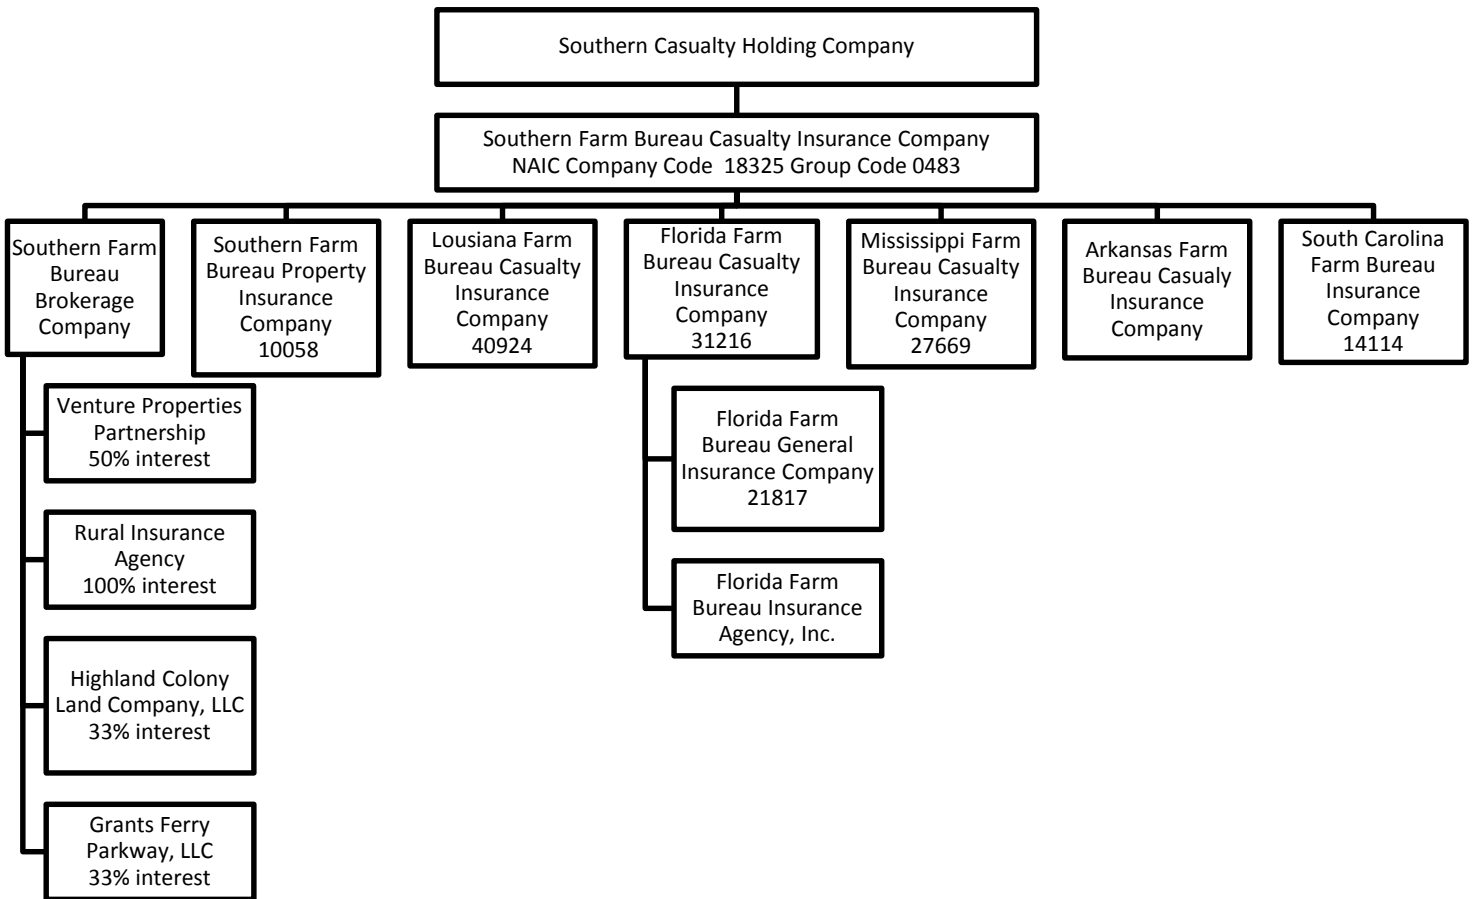 Southern Casualty Holding Company
Southern Farm Bureau Casualty Insurance Company
NAIC Company Code 18325 Group Code 0483
Southern Farm
Bureau
Brokerage
Company
Southern Farm
Bureau Property
Insurance
Company
10058
Lousiana Farm
Bureau Casualty
Insurance
Company
40924
Florida Farm
Bureau Casualty
Insurance
Company
31216
Mississippi Farm
Bureau Casualty
Insurance
Company
27669
Arkansas Farm
Bureau Casualy
Insurance
Company
South Carolina
Farm Bureau
Insurance
Company
14114
Venture Properties
Partnership
50% interest
Rural Insurance
Agency
100% interest
Highland Colony
Land Company, LLC
33% interest
Grants Ferry
Parkway, LLC
33% interest
Florida Farm
Bureau General
Insurance Company
21817
Florida Farm
Bureau Insurance
Agency, Inc.